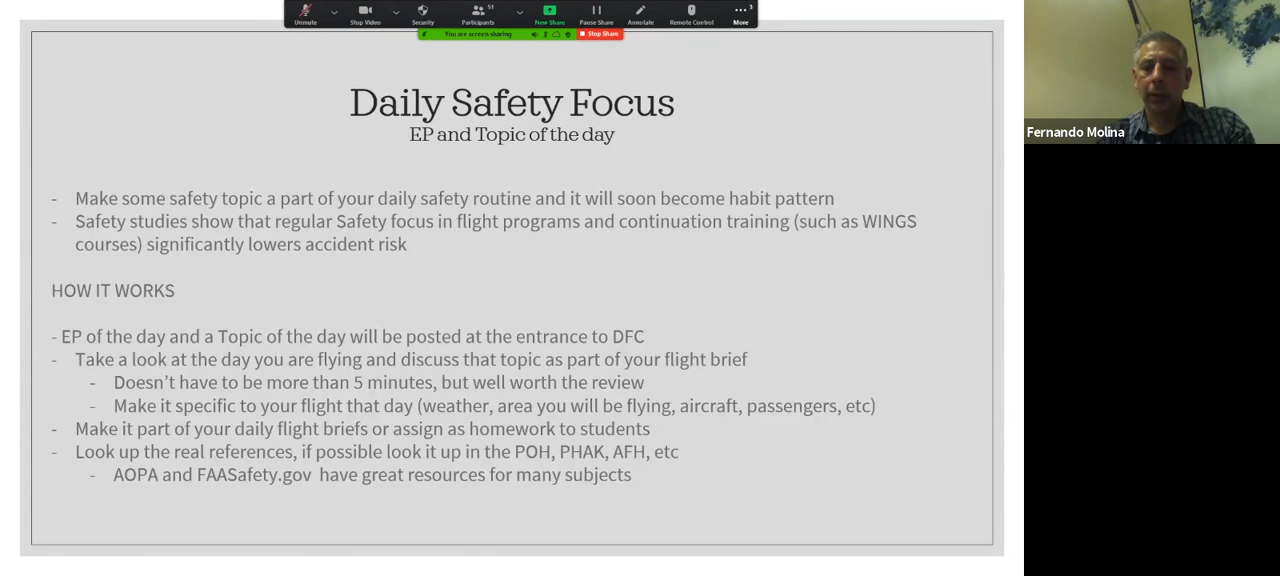 51
3
Unmute
Stop Video
Security
Participants
New Share
Pause Share
Annotate
Remote Control
More
You are screen sharing
Stop Share
Daily Safety Focus
EP and Topic of the day
- Make some safety topic a part of your daily safety routine and it will soon become habit pattern
- Safety studies show that regular Safety focus in flight programs and continuation training (such as WINGS
courses) significantly lowers accident risk
HOW IT WORKS
- EP of the day and a Topic of the day will be posted at the entrance to DFC
- Take a look at the day you are flying and discuss that topic as part of your flight brief
- Doesn't have to be more than 5 minutes, but well worth the review
- Make it specific to your flight that day (weather, area you will be flying, aircraft, passengers, etc)
- Make it part of your daily flight briefs or assign as homework to students
- Look up the real references, if possible look it up in the POH, PHAK, AFH, etc
- AOPA and FAASafety.gov have great resources for many subjects
Fernando Molina